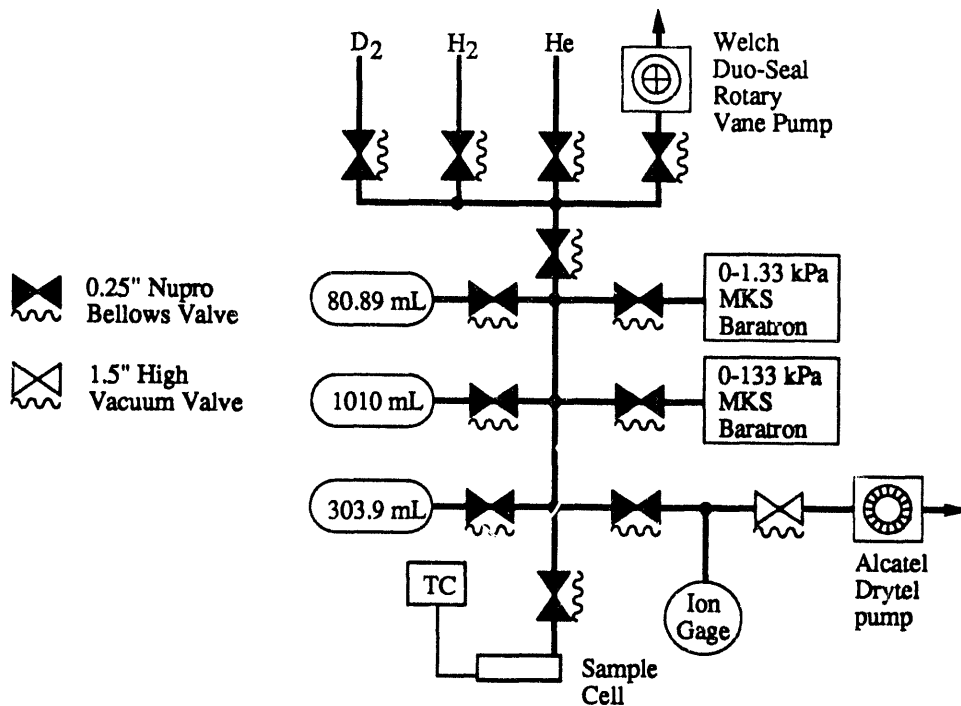 D2
H2
He
Welch
Duo-Seal
Rotary
Vane Pump
0.25" Nupro
Bellows Valve
1.5" High
Vacuum Valve
80.89 mL
0-1.33 kPa
MKS
Baratron
1010 mL
0-133 kPa
MKS
Baratron
303.9 mL
TC
Ion
Gage
Alcatel
Drytel
pump
Sample
Cell